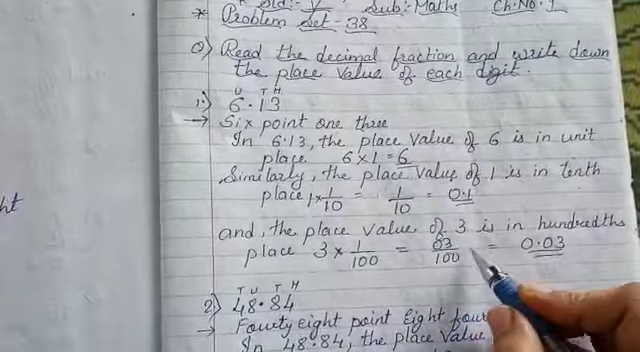 * Std:- V Sub:- Maths Ch. No. 7
* Problem Set - 38
Q) Read the decimal fraction and write down
the place value of each digit.
U T H
1.) 6.13
→ Six point one three
In 6.13, the place value of 6 is in unit
place 6 × 1 = 6
Similarly, the place value of 1 is in tenth
place 1 × 1/10 = 1/10 = 0.1
and, the place value of 3 is in hundredths
place 3 × 1/100 = 03/100 = 0.03
T U T H
2.) 48.84
→ Fourty eight point Eight four
In 48.84, the place value
ht